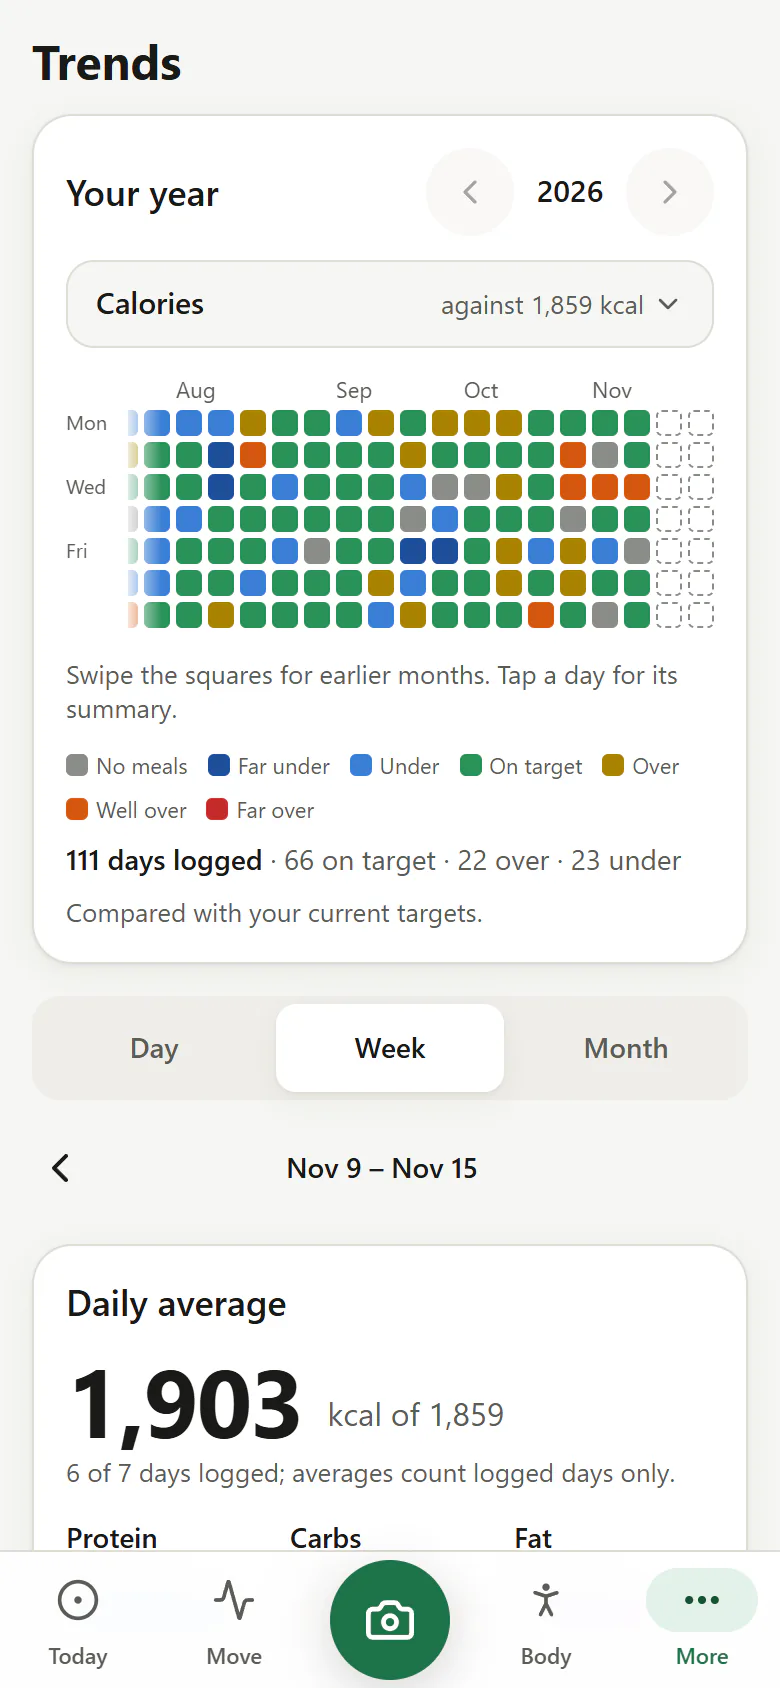 Trends
Your year
2026
Calories
against 1,859 kcal
Aug Sep Oct Nov
Mon
Wed
Fri
Swipe the squares for earlier months. Tap a day for its
summary.
No meals Far under Under On target Over
Well over Far over
111 days logged · 66 on target · 22 over · 23 under
Compared with your current targets.
Day Week Month
Nov 9 – Nov 15
Daily average
1,903 kcal of 1,859
6 of 7 days logged; averages count logged days only.
Protein Carbs Fat
Today Move Body More